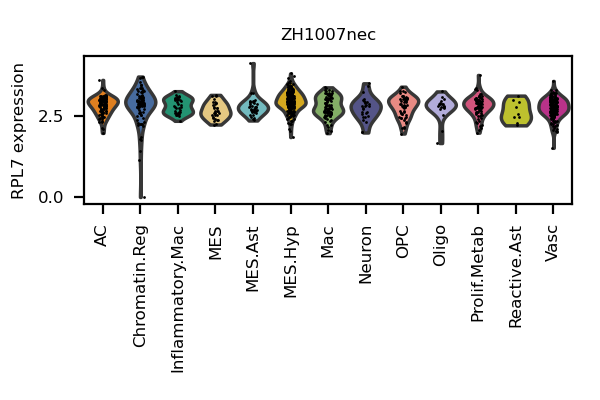 ZH1007nec
RPL7 expression
2.5
0.0
AC
Chromatin.Reg
Inflammatory.Mac
MES
MES.Ast
MES.Hyp
Mac
Neuron
OPC
Oligo
Prolif.Metab
Reactive.Ast
Vasc